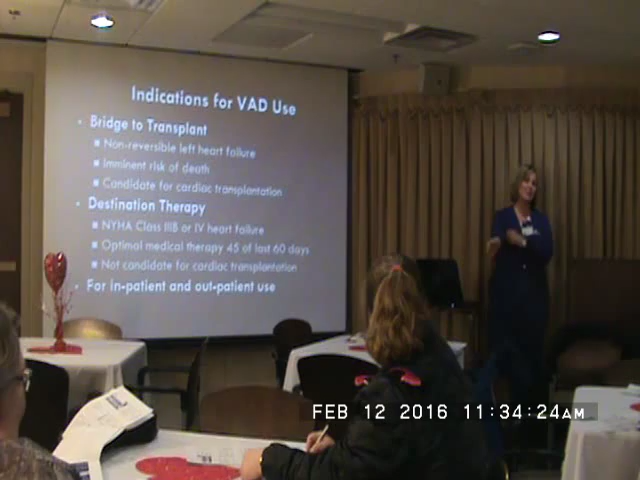 Indications for VAD Use
• Bridge to Transplant
▪ Non-reversible left heart failure
▪ Imminent risk of death
▪ Candidate for cardiac transplantation
• Destination Therapy
▪ NYHA Class IIIB or IV heart failure
▪ Optimal medical therapy 45 of last 60 days
▪ Not candidate for cardiac transplantation
• For in-patient and out-patient use
FEB 12 2016 11:34:24AM